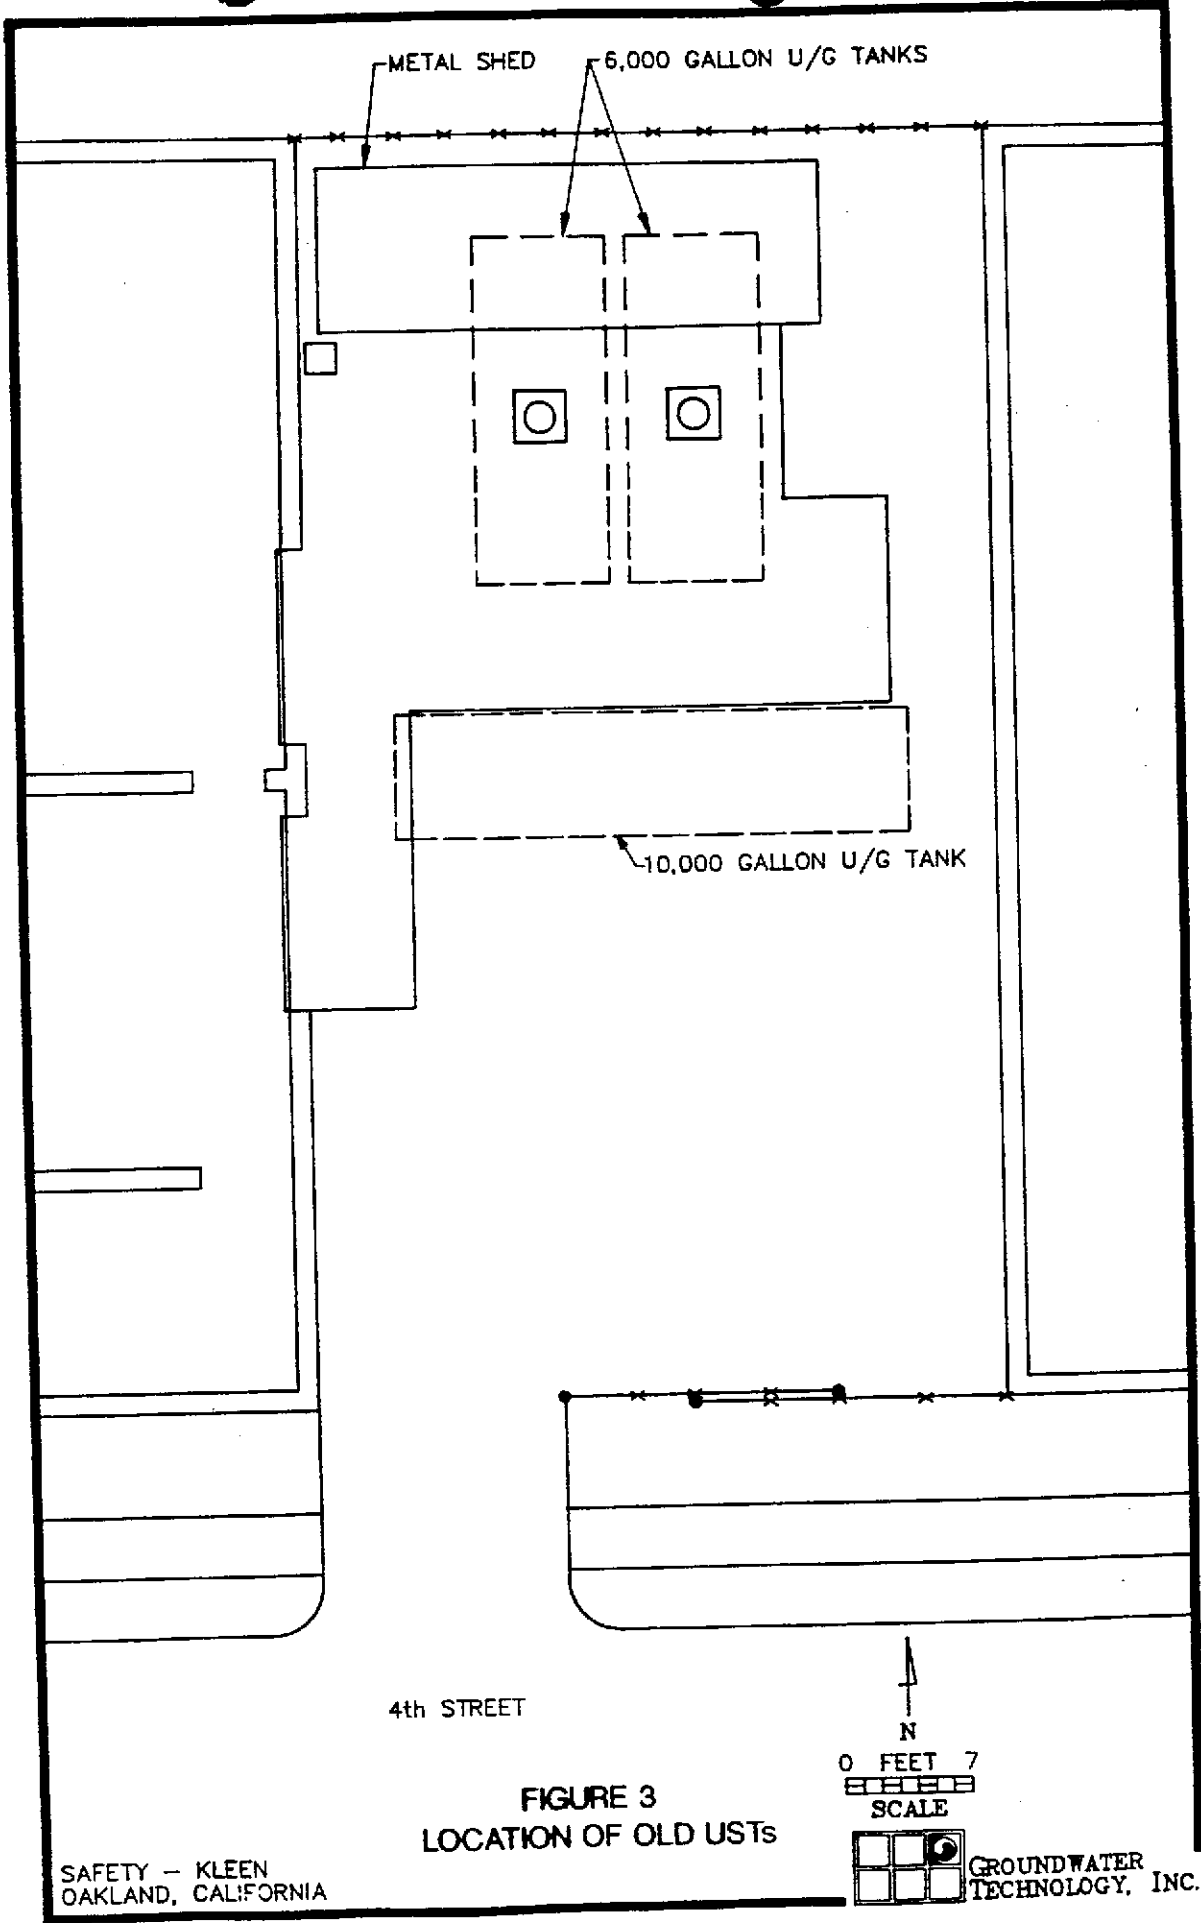 METAL SHED
6,000 GALLON U/G TANKS
10,000 GALLON U/G TANK
4th STREET
N
0 FEET 7
SCALE
FIGURE 3
LOCATION OF OLD USTs
SAFETY – KLEEN
OAKLAND, CALIFORNIA
GROUNDWATER
TECHNOLOGY, INC.